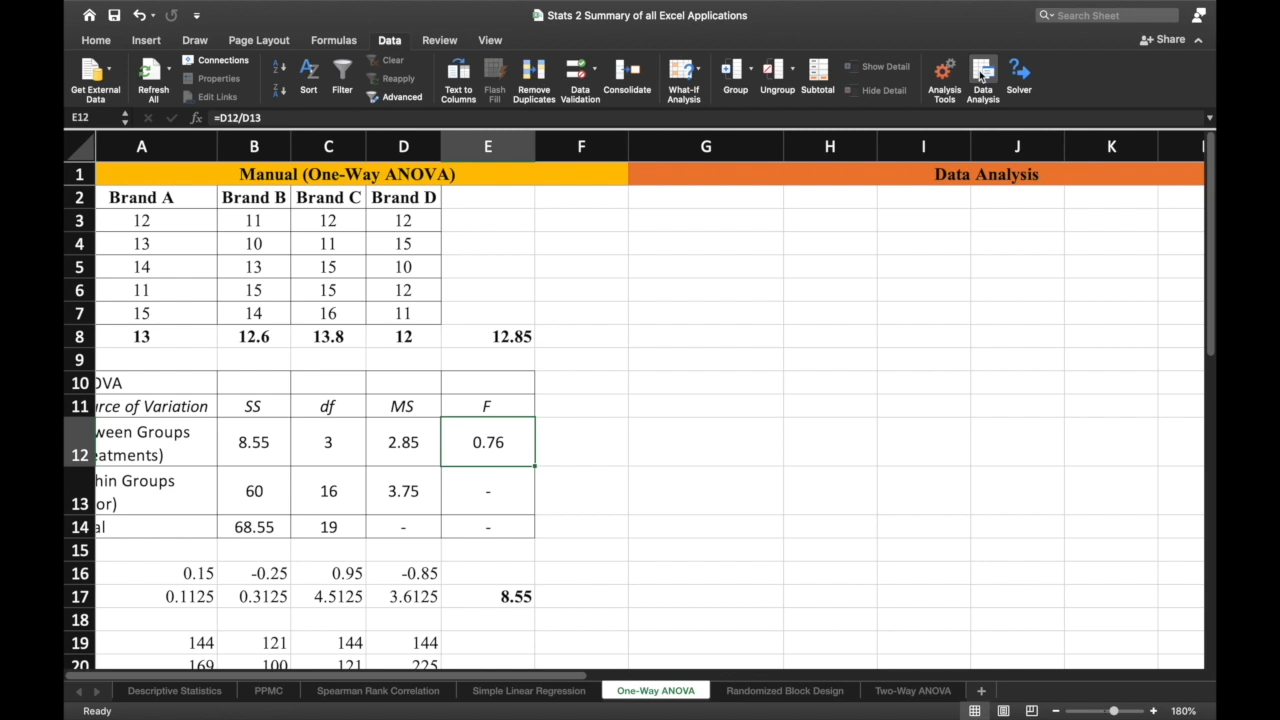 Stats 2 Summary of all Excel Applications
Search Sheet
Home Insert Draw Page Layout Formulas Data Review View
Share
Get External Data
Refresh All
Connections
Properties
Edit Links
Sort
Filter
Clear
Reapply
Advanced
Text to Columns
Flash Fill
Remove Duplicates
Data Validation
Consolidate
What-If Analysis
Group
Ungroup
Subtotal
Show Detail
Hide Detail
Analysis Tools
Data Analysis
Solver
E12 fx =D12/D13
A B C D E F G H I J K
1 Manual (One-Way ANOVA) Data Analysis
2 Brand A Brand B Brand C Brand D
3 12 11 12 12
4 13 10 11 15
5 14 13 15 10
6 11 15 15 12
7 15 14 16 11
8 13 12.6 13.8 12 12.85
9
10 OVA
11 urce of Variation SS df MS F
12 ween Groups eatments) 8.55 3 2.85 0.76
13 hin Groups or) 60 16 3.75 -
14 al 68.55 19 - -
15
16 0.15 -0.25 0.95 -0.85
17 0.1125 0.3125 4.5125 3.6125 8.55
18
19 144 121 144 144
20 169 100 121 225
Descriptive Statistics PPMC Spearman Rank Correlation Simple Linear Regression One-Way ANOVA Randomized Block Design Two-Way ANOVA +
Ready 180%